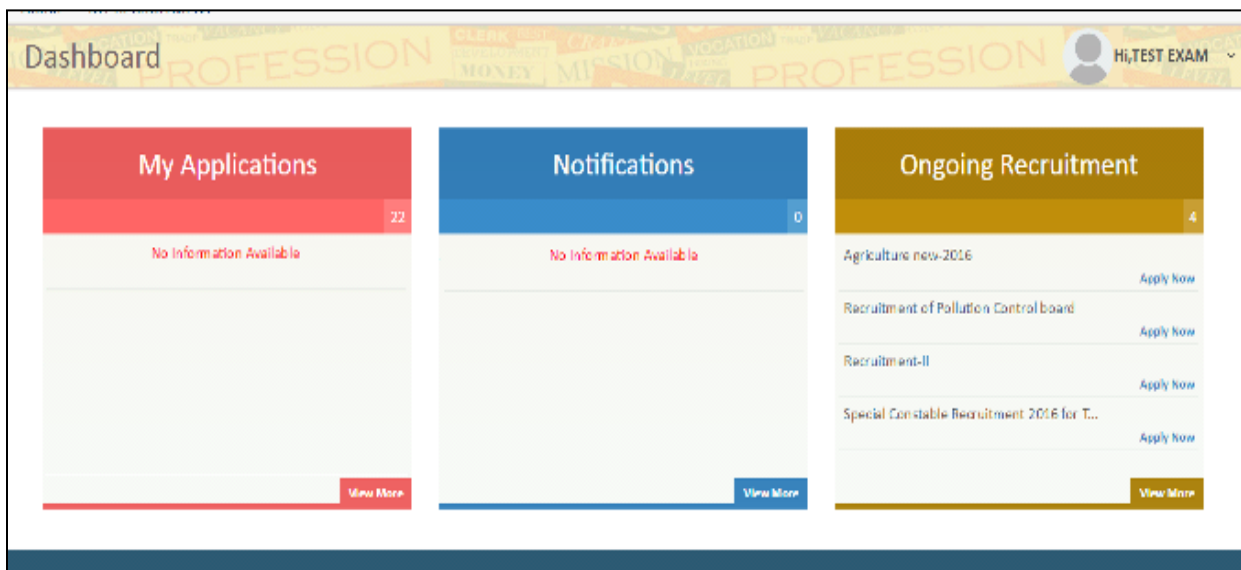 Dashboard
Hi,TEST EXAM
My Applications
22
No Information Available
View More
Notifications
0
No Information Available
View More
Ongoing Recruitment
4
Agriculture new-2016
Apply Now
Recruitment of Pollution Control board
Apply Now
Recruitment-II
Apply Now
Special Constable Recruitment 2016 for T...
Apply Now
View More
PROFESSION
CLERK
MONEY
MISSION
VOCATION
LEVEL
PROFESSION